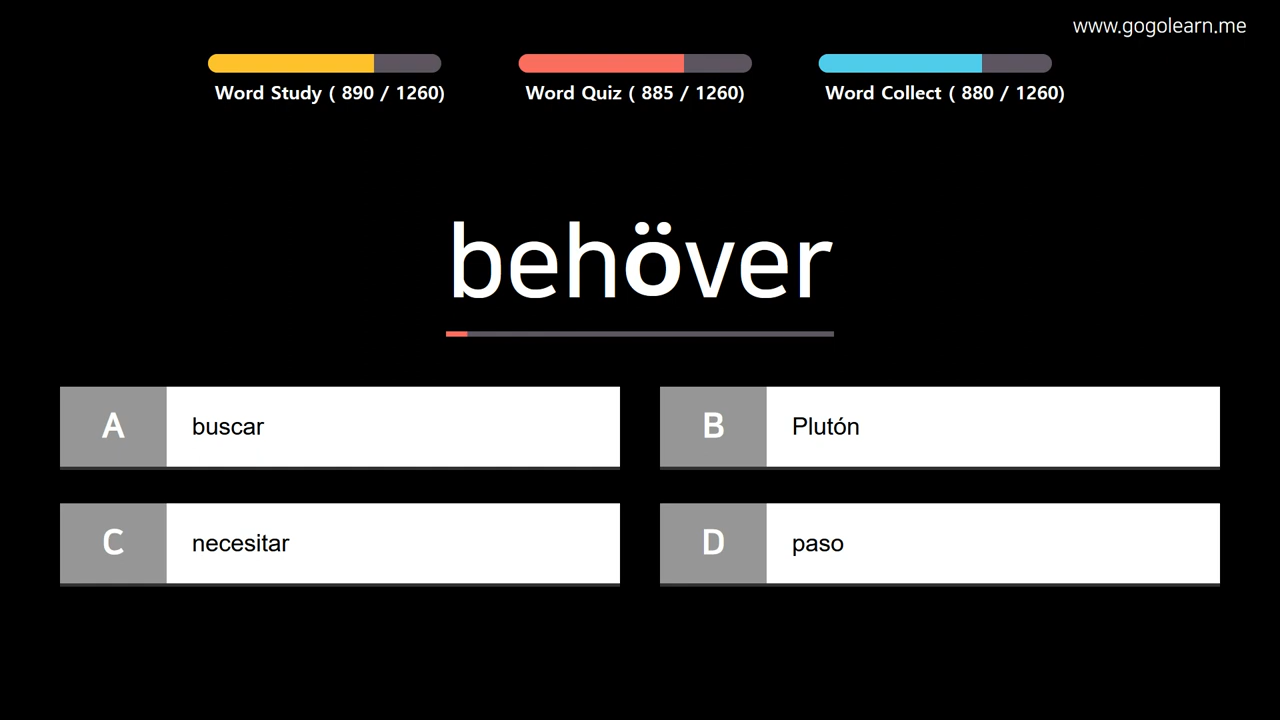 www.gogolearn.me
Word Study ( 890 / 1260)
Word Quiz ( 885 / 1260)
Word Collect ( 880 / 1260)
behöver
A buscar
B Plutón
C necesitar
D paso